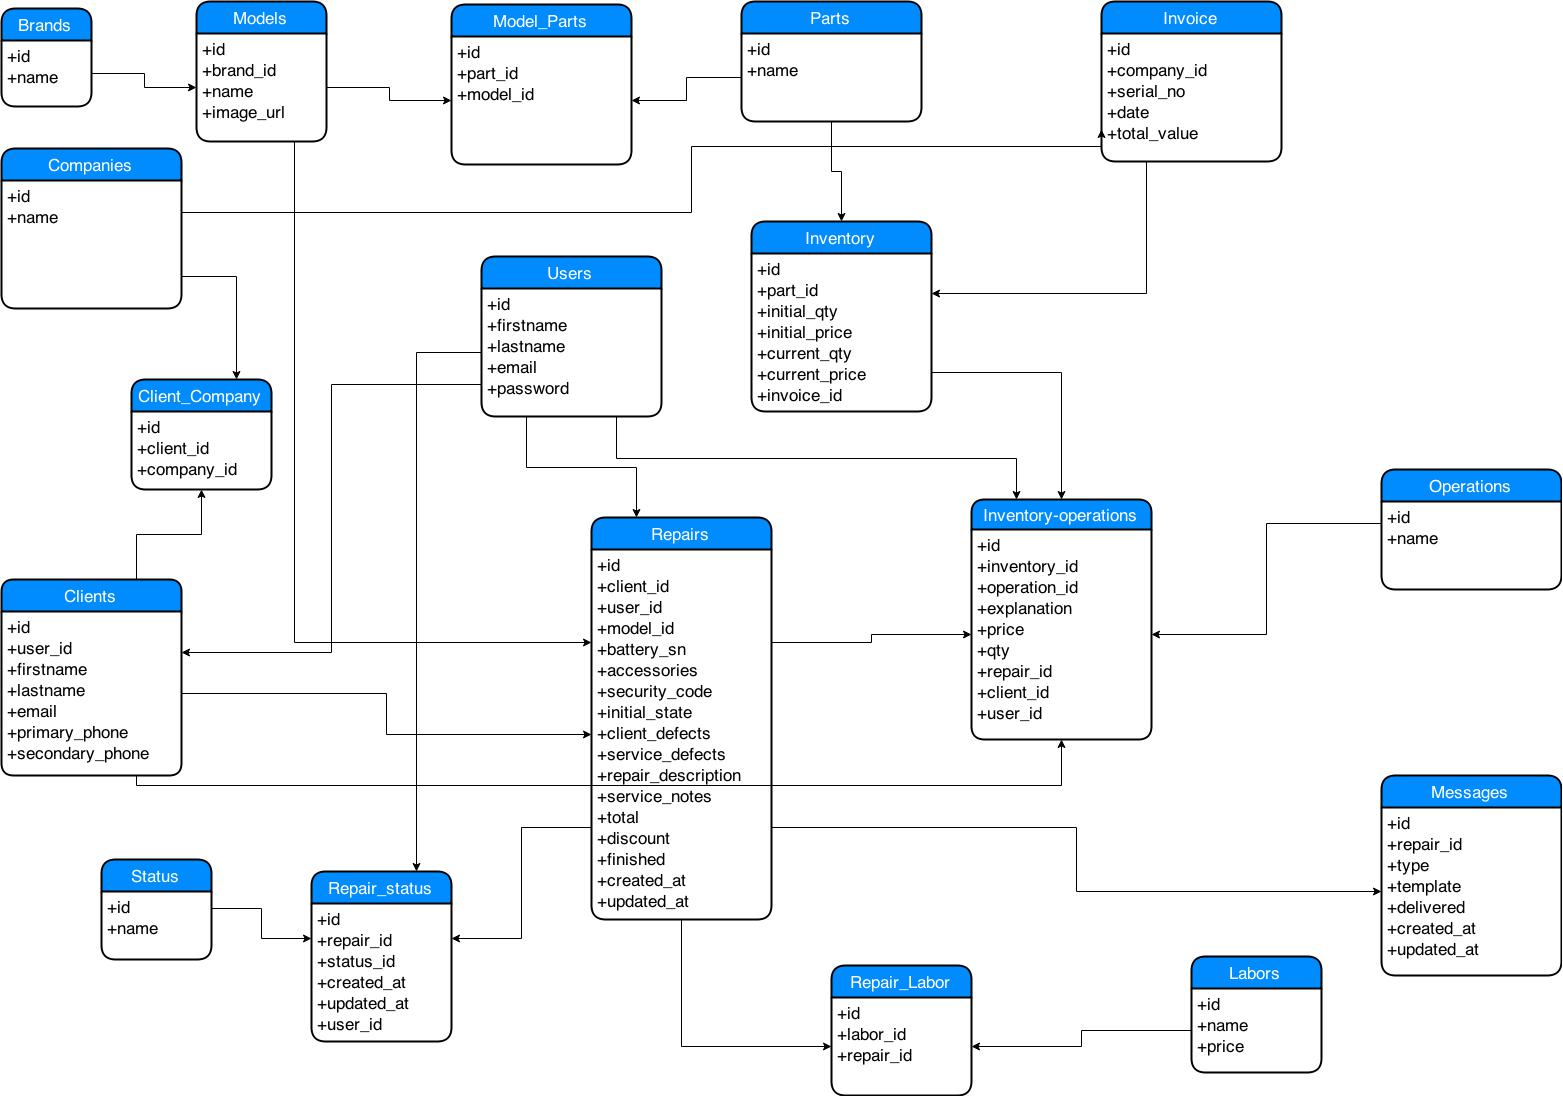 Brands
+id
+name
Models
+id
+brand_id
+name
+image_url
Model_Parts
+id
+part_id
+model_id
Parts
+id
+name
Invoice
+id
+company_id
+serial_no
+date
+total_value
Companies
+id
+name
Users
+id
+firstname
+lastname
+email
+password
Inventory
+id
+part_id
+initial_qty
+initial_price
+current_qty
+current_price
+invoice_id
Client_Company
+id
+client_id
+company_id
Clients
+id
+user_id
+firstname
+lastname
+email
+primary_phone
+secondary_phone
Repairs
+id
+client_id
+user_id
+model_id
+battery_sn
+accessories
+security_code
+initial_state
+client_defects
+service_defects
+repair_description
+service_notes
+total
+discount
+finished
+created_at
+updated_at
Inventory-operations
+id
+inventory_id
+operation_id
+explanation
+price
+qty
+repair_id
+client_id
+user_id
Operations
+id
+name
Messages
+id
+repair_id
+type
+template
+delivered
+created_at
+updated_at
Status
+id
+name
Repair_status
+id
+repair_id
+status_id
+created_at
+updated_at
+user_id
Repair_Labor
+id
+labor_id
+repair_id
Labors
+id
+name
+price